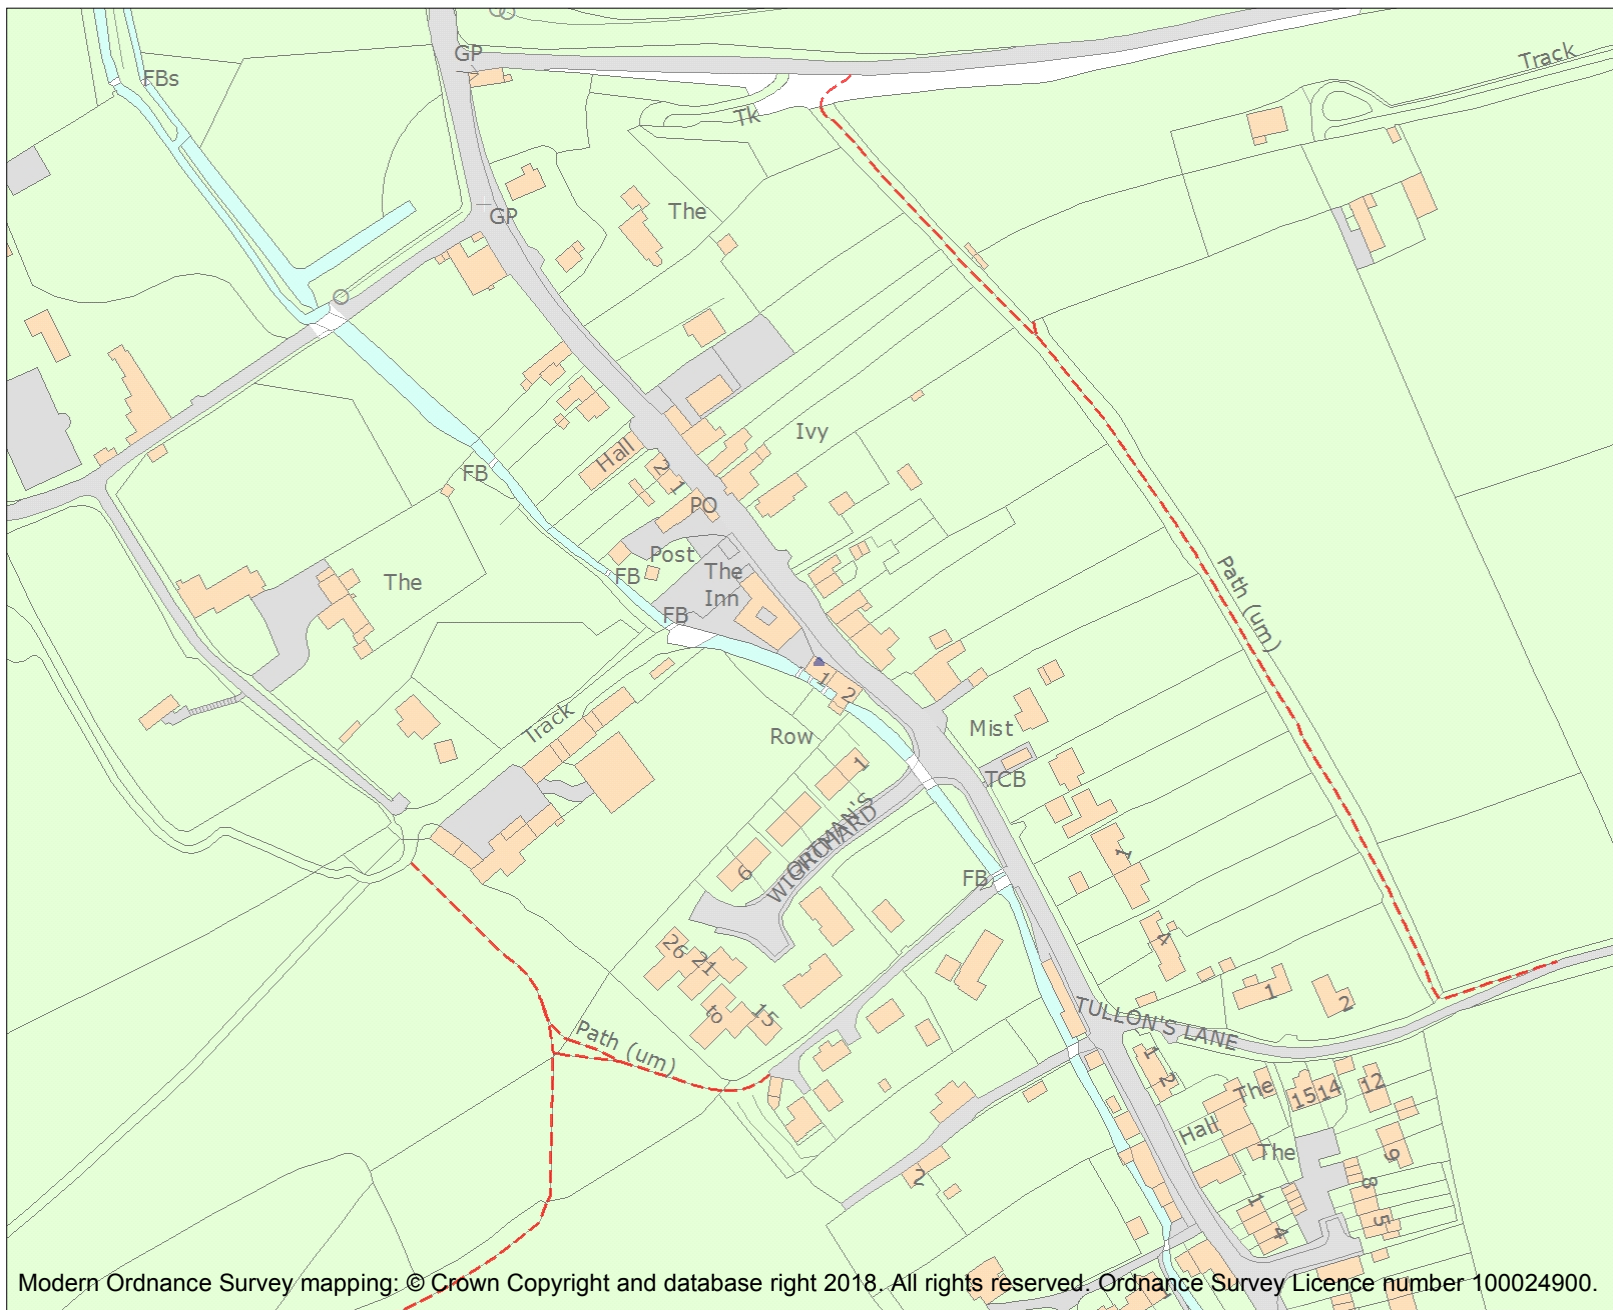 GP
Track
FBs
Tk
The
GP
Ivy
Hall
2
1
FB
PO
Post
The
Inn
FB
The
FB
Path (um)
1
2
Track
Row
Mist
1
TCB
WIGHTMAN'S
ORCHARD
6
FB
1
4
26
21
to
15
Path (um)
1
2
TULLON'S LANE
1
2
The
15
14
12
Hall
The
9
2
8
1
4
5
1
Modern Ordnance Survey mapping: © Crown Copyright and database right 2018. All rights reserved. Ordnance Survey Licence number 100024900.